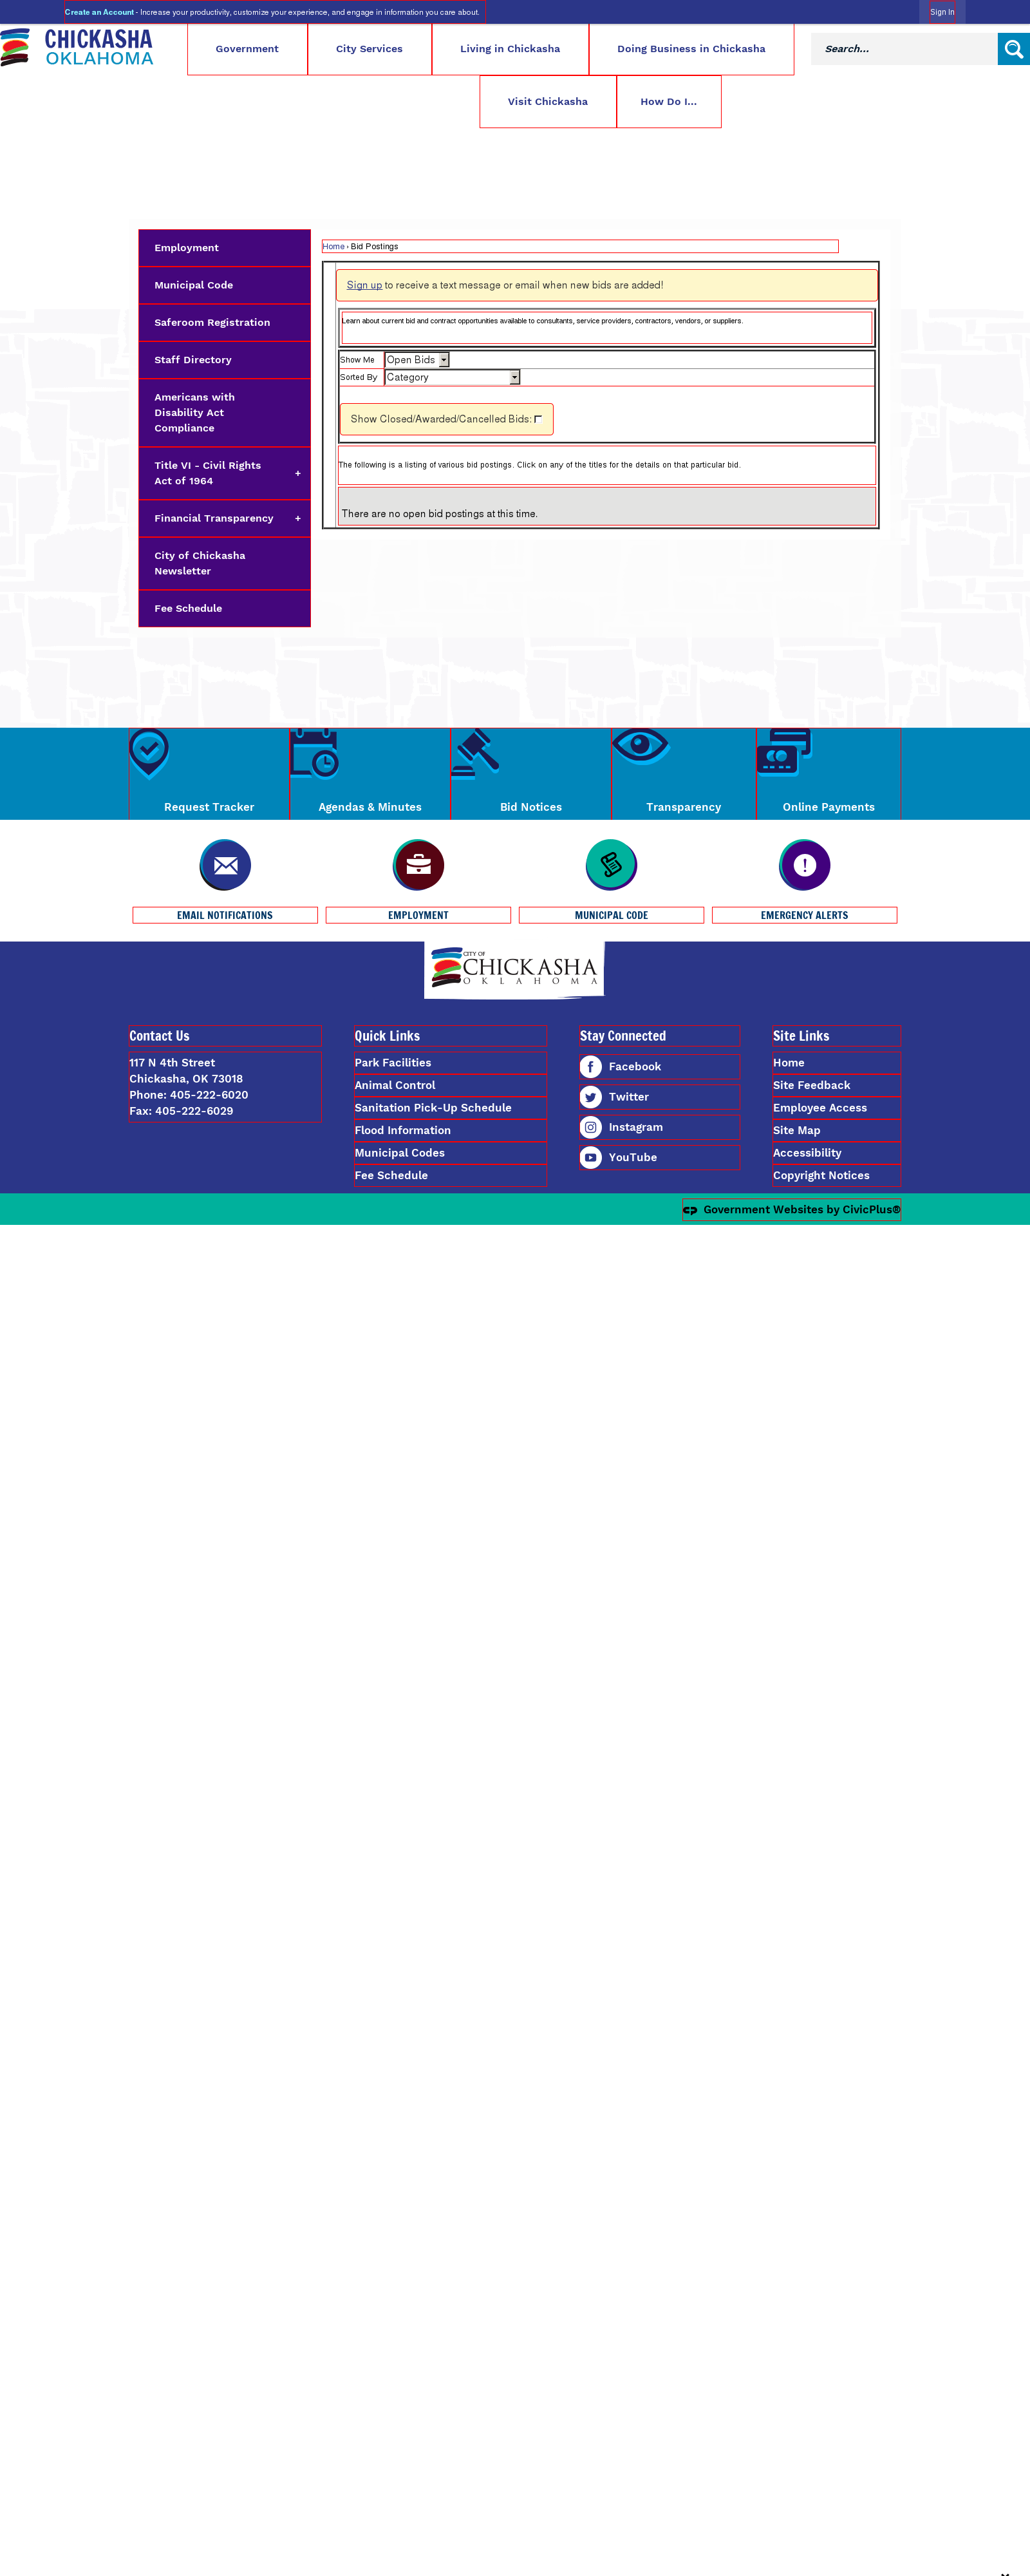 Create an Account - Increase your productivity, customize your experience, and engage in information you care about.
Sign In
CHICKASHA
OKLAHOMA
Government
City Services
Living in Chickasha
Doing Business in Chickasha
Search...
Visit Chickasha
How Do I...
Employment
Municipal Code
Saferoom Registration
Staff Directory
Americans with
Disability Act
Compliance
Title VI - Civil Rights
Act of 1964
+
Financial Transparency
+
City of Chickasha
Newsletter
Fee Schedule
Home › Bid Postings
Sign up to receive a text message or email when new bids are added!
Learn about current bid and contract opportunities available to consultants, service providers, contractors, vendors, or suppliers.
Show Me
Open Bids
Sorted By
Category
Show Closed/Awarded/Cancelled Bids:
The following is a listing of various bid postings. Click on any of the titles for the details on that particular bid.
There are no open bid postings at this time.
Request Tracker
Agendas & Minutes
Bid Notices
Transparency
Online Payments
EMAIL NOTIFICATIONS
EMPLOYMENT
MUNICIPAL CODE
EMERGENCY ALERTS
CITY OF
CHICKASHA
OKLAHOMA
Contact Us
117 N 4th Street
Chickasha, OK 73018
Phone: 405-222-6020
Fax: 405-222-6029
Quick Links
Park Facilities
Animal Control
Sanitation Pick-Up Schedule
Flood Information
Municipal Codes
Fee Schedule
Stay Connected
Facebook
Twitter
Instagram
YouTube
Site Links
Home
Site Feedback
Employee Access
Site Map
Accessibility
Copyright Notices
Government Websites by CivicPlus®